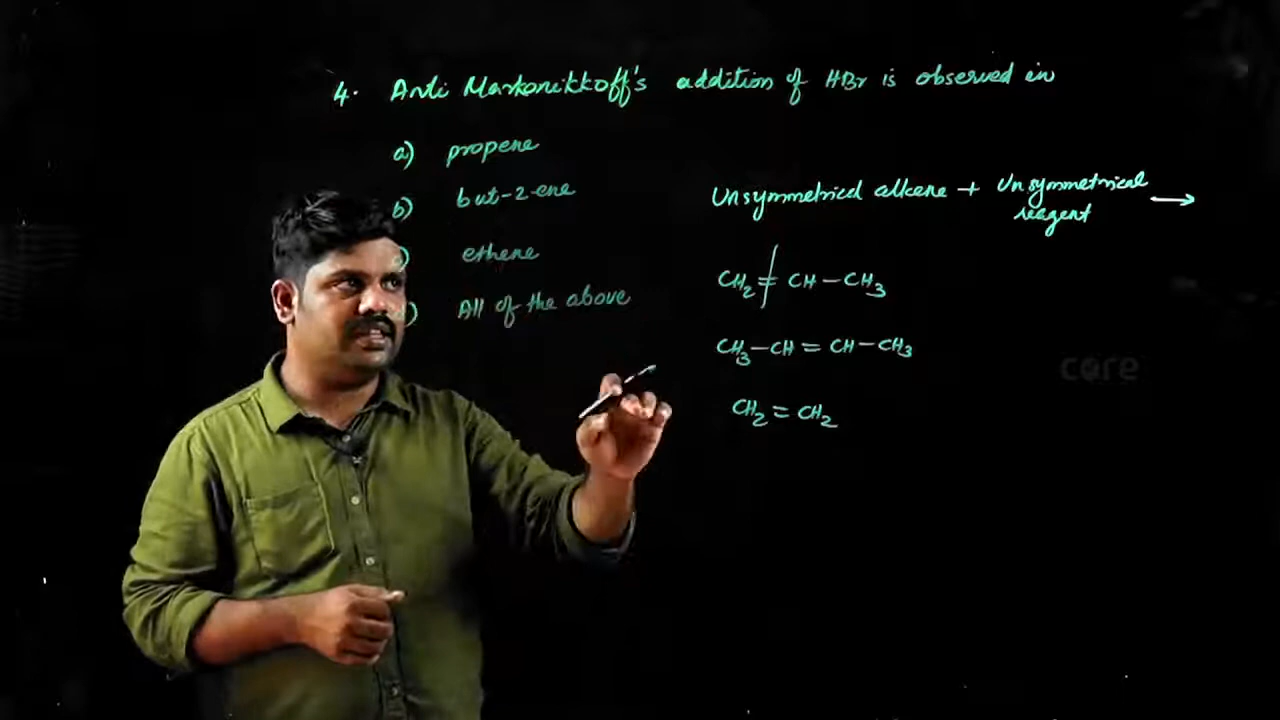 4. Anti Markonikkoff's addition of HBr is observed in
a) propene
b) but-2-ene
) ethene
) All of the above
Unsymmetrical alkene + Unsymmetrical
reagent →
CH2 = CH – CH3
CH3 – CH = CH – CH3
CH2 = CH2
core